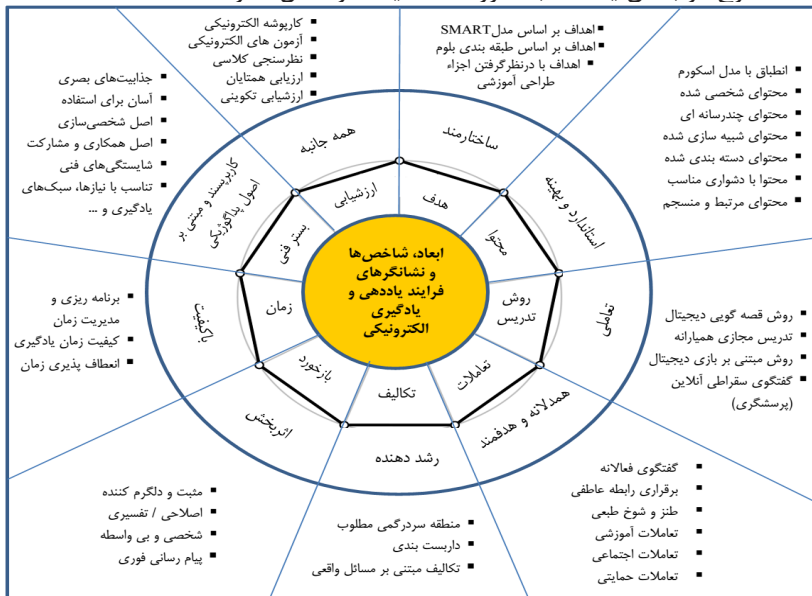 کارپوشه الکترونیکی
آزمون های الکترونیکی
نظرسنجی کلاسی
ارزیابی همتایان
ارزشیابی تکوینی
اهداف بر اساس مدلSMART
اهداف بر اساس طبقه بندی بلوم
اهداف با درنظرگرفتن اجزاء
طراحی آموزشی
انطباق با مدل اسکورم
محتوای شخصی شده
محتوای چندرسانه ای
محتوای شبیه سازی شده
محتوای دسته بندی شده
محتوا با دشواری مناسب
محتوای مرتبط و منسجم
جذابیت‌های بصری
آسان برای استفاده
اصل شخصی‌سازی
اصل همکاری و مشارکت
شایستگی‌های فنی
تناسب با نیازها، سبک‌های
یادگیری و ...
همه جانبه
ساختارمند
استاندارد و بهینه
تعاملی
همدلانه و هدفمند
رشد دهنده
اثربخش
باکیفیت
کاربرپسند و مبتنی بر
اصول پداگوژیکی
ارزشیابی
هدف
محتوا
روش
تدریس
تعاملات
تکالیف
بازخورد
زمان
بستر فنی
ابعاد، شاخص‌ها
و نشانگرهای
فرایند یاددهی و
یادگیری
الکترونیکی
برنامه ریزی و
مدیریت زمان
کیفیت زمان یادگیری
انعطاف پذیری زمان
روش قصه گویی دیجیتال
تدریس مجازی همیارانه
روش مبتنی بر بازی دیجیتال
گفتگوی سقراطی آنلاین
(پرسشگری)
گفتگوی فعالانه
برقراری رابطه عاطفی
طنز و شوخ طبعی
تعاملات آموزشی
تعاملات اجتماعی
تعاملات حمایتی
منطقه سردرگمی مطلوب
داربست بندی
تکالیف مبتنی بر مسائل واقعی
مثبت و دلگرم کننده
اصلاحی / تفسیری
شخصی و بی واسطه
پیام رسانی فوری